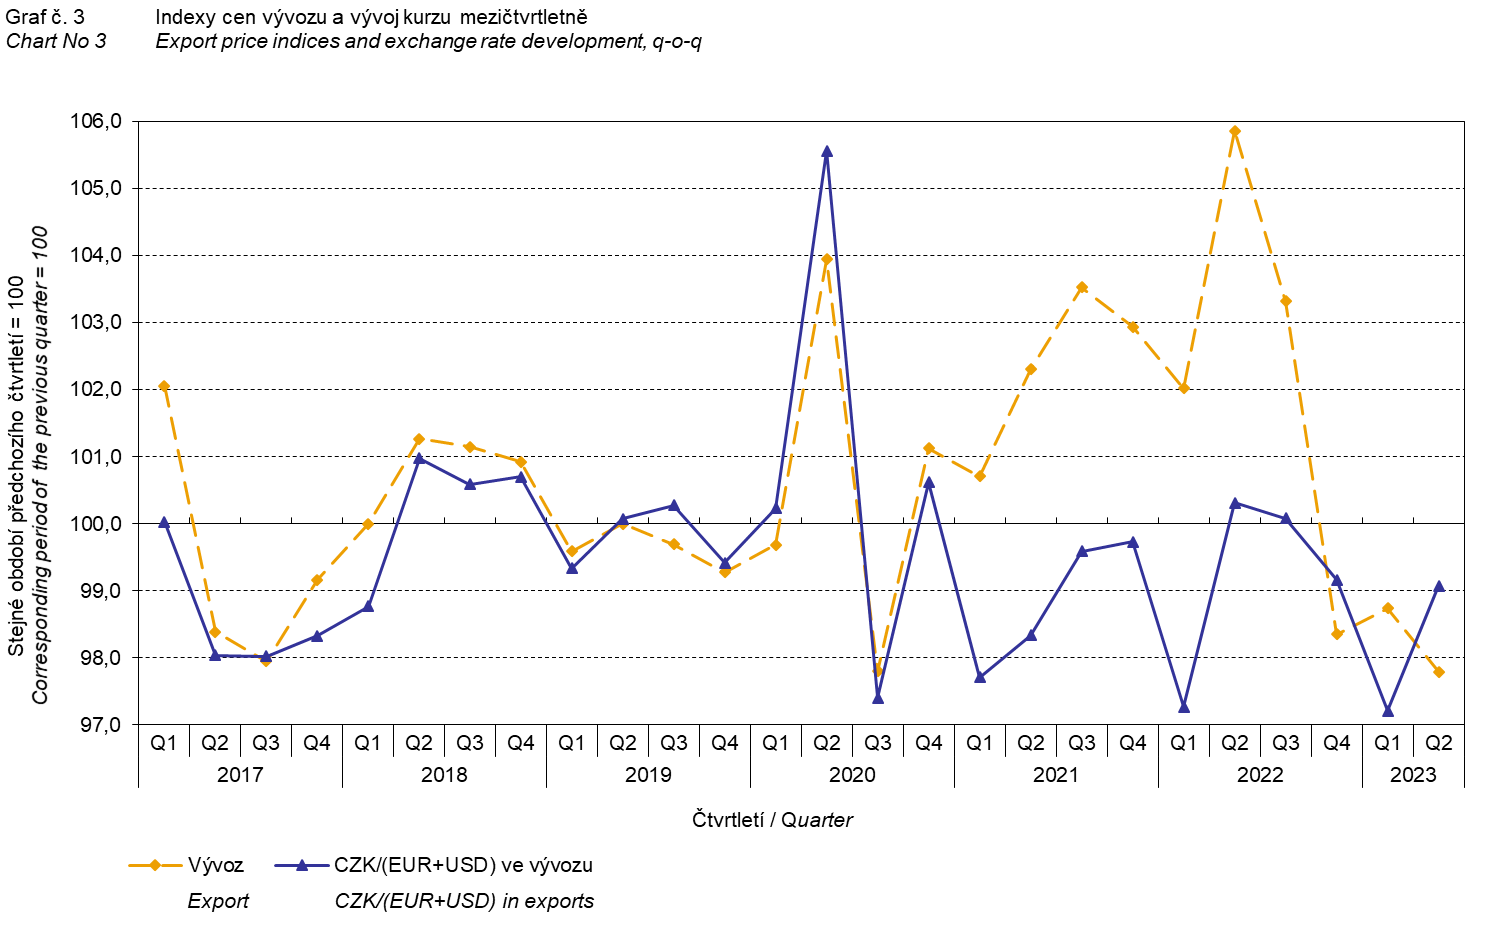 Graf č. 3 Indexy cen vývozu a vývoj kurzu mezičtvrtletně
Chart No 3 Export price indices and exchange rate development, q-o-q
Stejné období předchozího čtvrtletí = 100
Corresponding period of the previous quarter = 100
106,0
105,0
104,0
103,0
102,0
101,0
100,0
99,0
98,0
97,0
Q1 Q2 Q3 Q4 Q1 Q2 Q3 Q4 Q1 Q2 Q3 Q4 Q1 Q2 Q3 Q4 Q1 Q2 Q3 Q4 Q1 Q2 Q3 Q4 Q1 Q2
2017 2018 2019 2020 2021 2022 2023
Čtvrtletí / Quarter
Vývoz CZK/(EUR+USD) ve vývozu
Export CZK/(EUR+USD) in exports